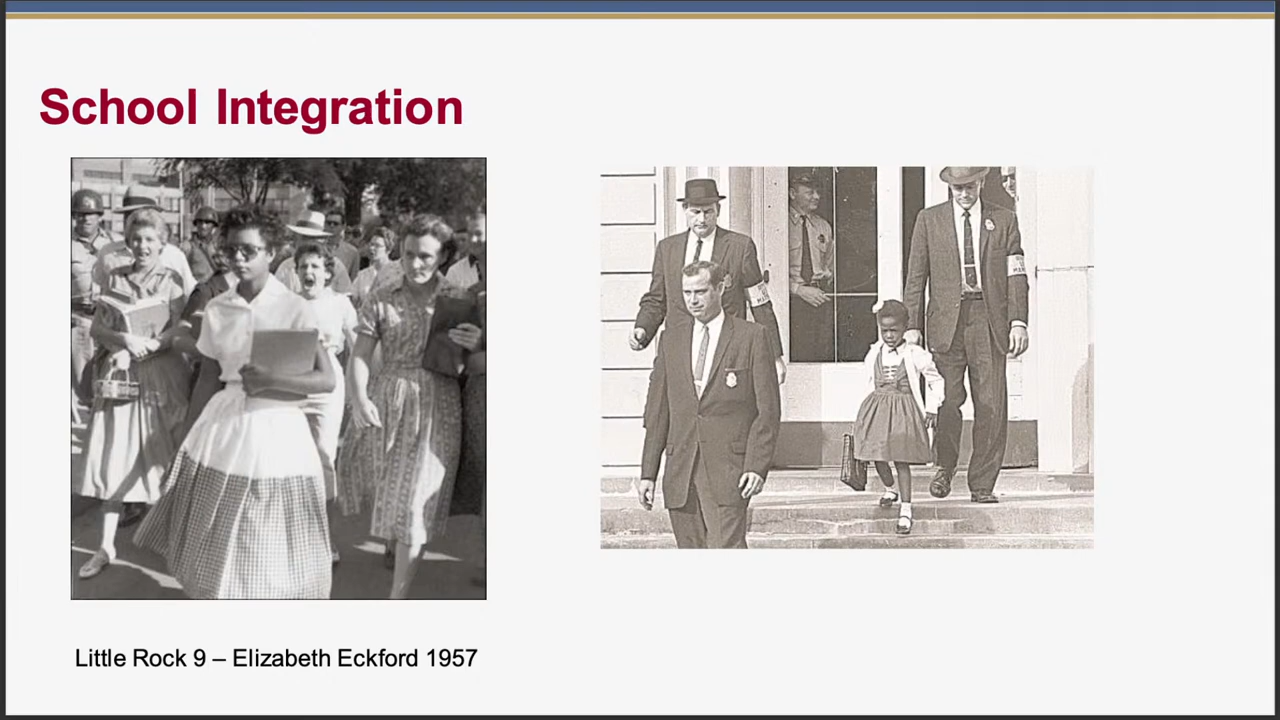 School Integration
Little Rock 9 – Elizabeth Eckford 1957